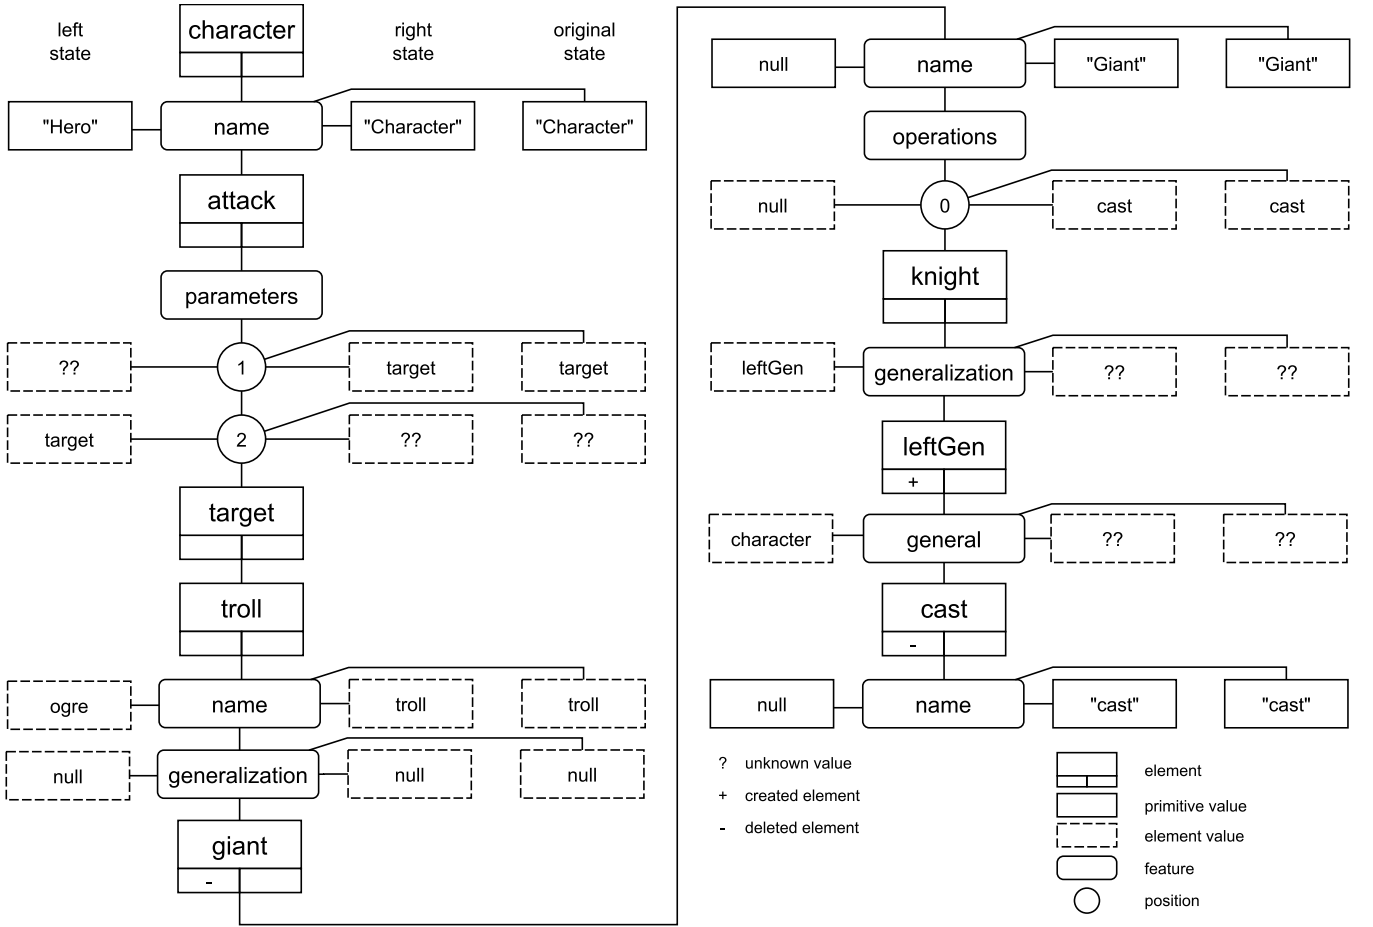 left
state
character
right
state
original
state
"Hero"
name
"Character"
"Character"
attack
parameters
??
1
target
target
target
2
??
??
target
troll
ogre
name
troll
troll
null
generalization
null
null
giant
-
null
name
"Giant"
"Giant"
operations
null
0
cast
cast
knight
leftGen
generalization
??
??
leftGen
+
character
general
??
??
cast
-
null
name
"cast"
"cast"
? unknown value
+ created element
- deleted element
element
primitive value
element value
feature
position